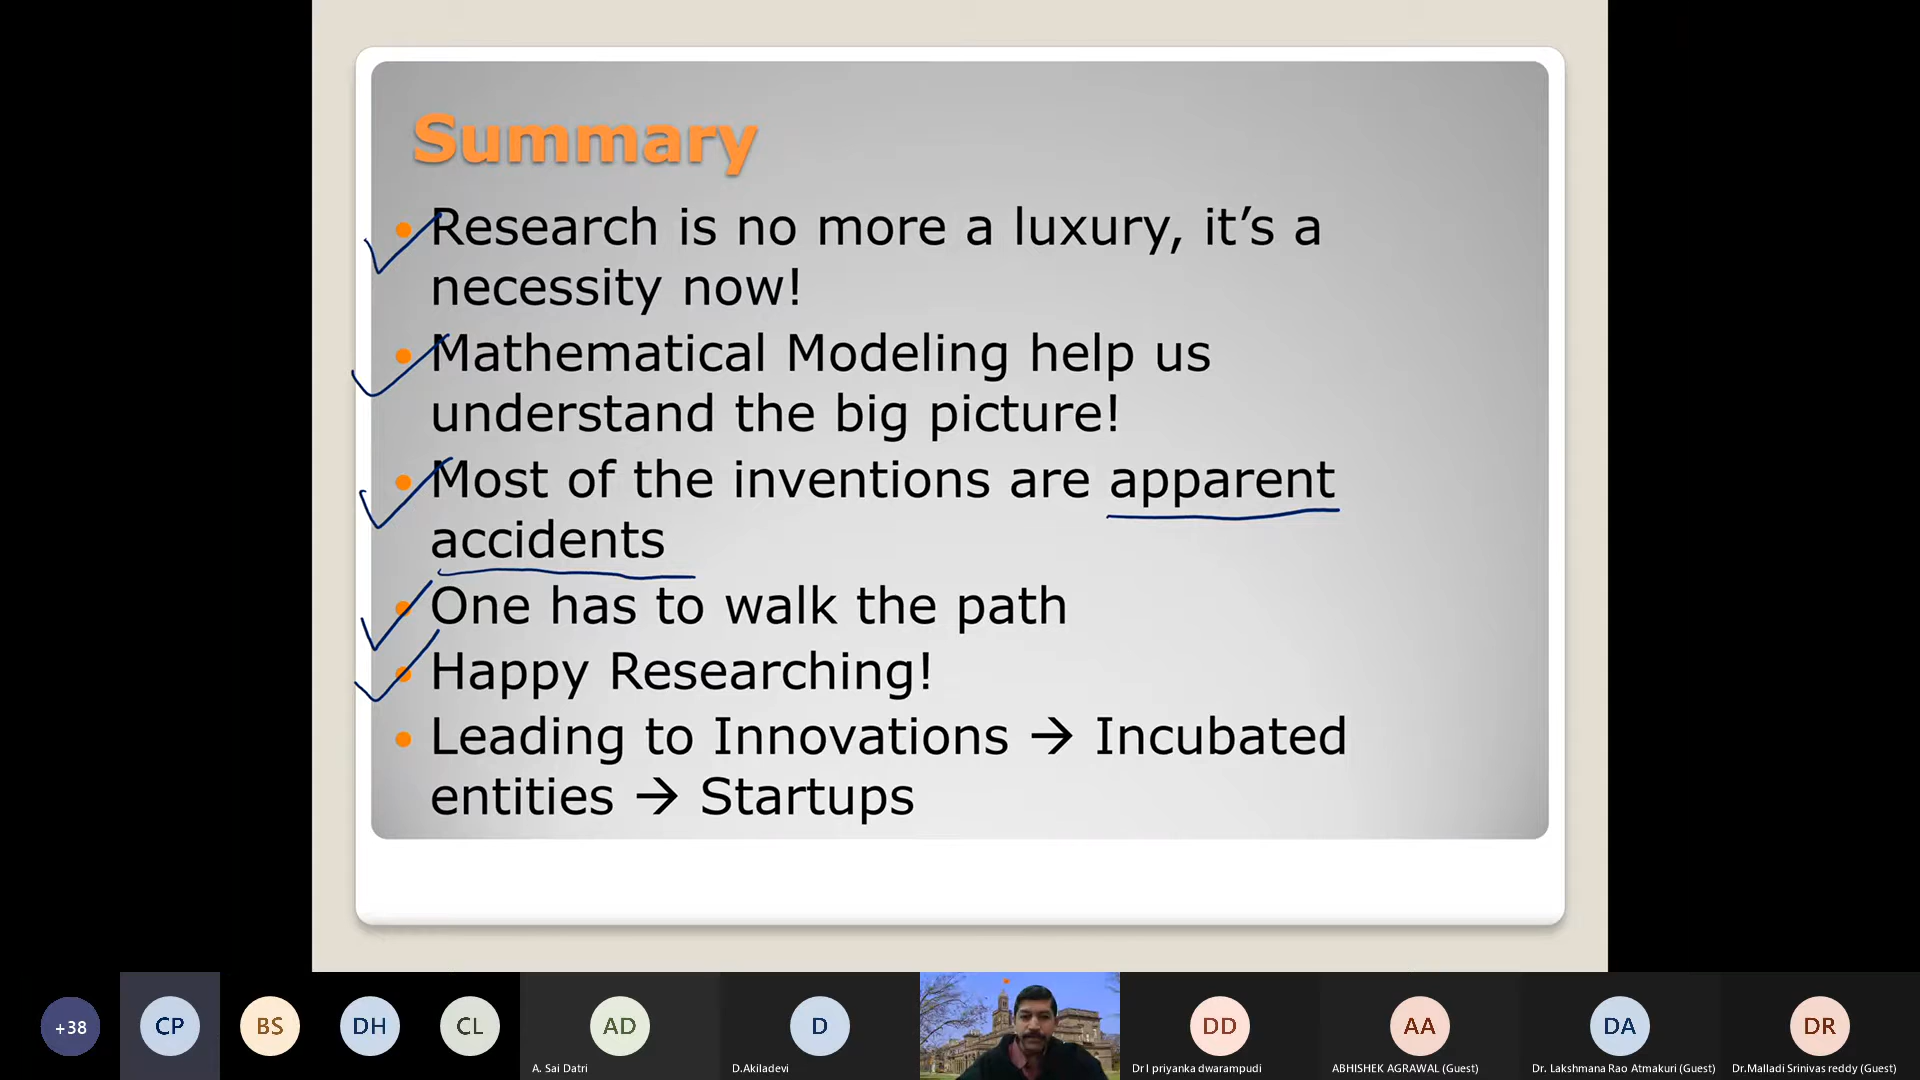 Summary
Research is no more a luxury, it’s a
necessity now!
Mathematical Modeling help us
understand the big picture!
Most of the inventions are apparent
accidents
One has to walk the path
Happy Researching!
Leading to Innovations → Incubated
entities → Startups
+38
CP
BS
DH
CL
AD
D
DD
AA
DA
DR
A. Sai Datri
D.Akiladevi
Dr I priyanka dwarampudi
ABHISHEK AGRAWAL (Guest)
Dr. Lakshmana Rao Atmakuri (Guest)
Dr.Malladi Srinivas reddy (Guest)